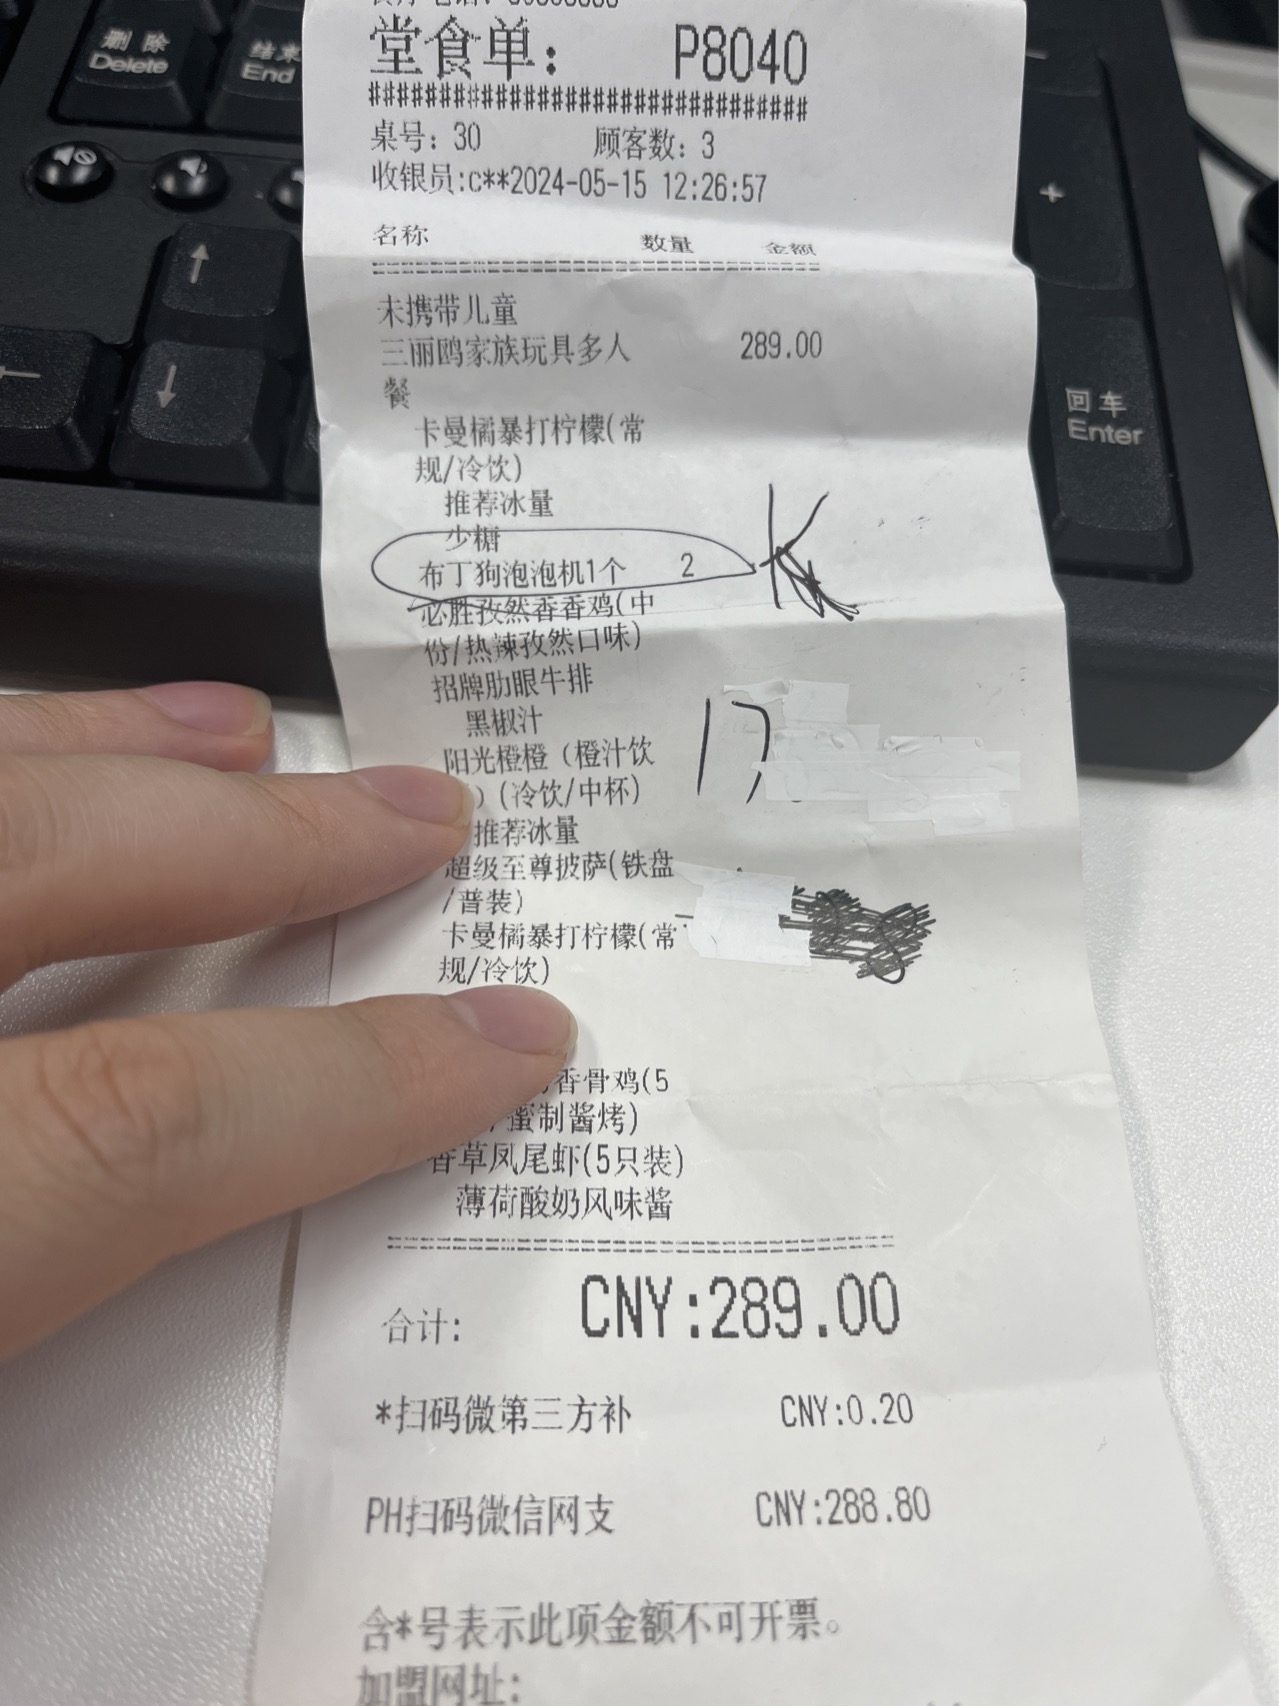 删除
Delete
结束
End
回车
Enter
堂食单: P8040
######################################
桌号: 30 顾客数: 3
收银员:c**2024-05-15 12:26:57
名称 数量 金额
未携带儿童
三丽鸥家族玩具多人 289.00
餐
卡曼橘暴打柠檬(常
规/冷饮)
推荐冰量
少糖
布丁狗泡泡机1个 2
K
必胜孜然香香鸡(中
份/热辣孜然口味)
招牌肋眼牛排
黑椒汁
阳光橙橙(橙汁饮
)(冷饮/中杯)
推荐冰量
超级至尊披萨(铁盘
/普装)
卡曼橘暴打柠檬(常
规/冷饮)
香骨鸡(5
/蜜制酱烤)
香草凤尾虾(5只装)
薄荷酸奶风味酱
合计: CNY:289.00
*扫码微第三方补 CNY:0.20
PH扫码微信网支 CNY:288.80
含*号表示此项金额不可开票。
加盟网址: